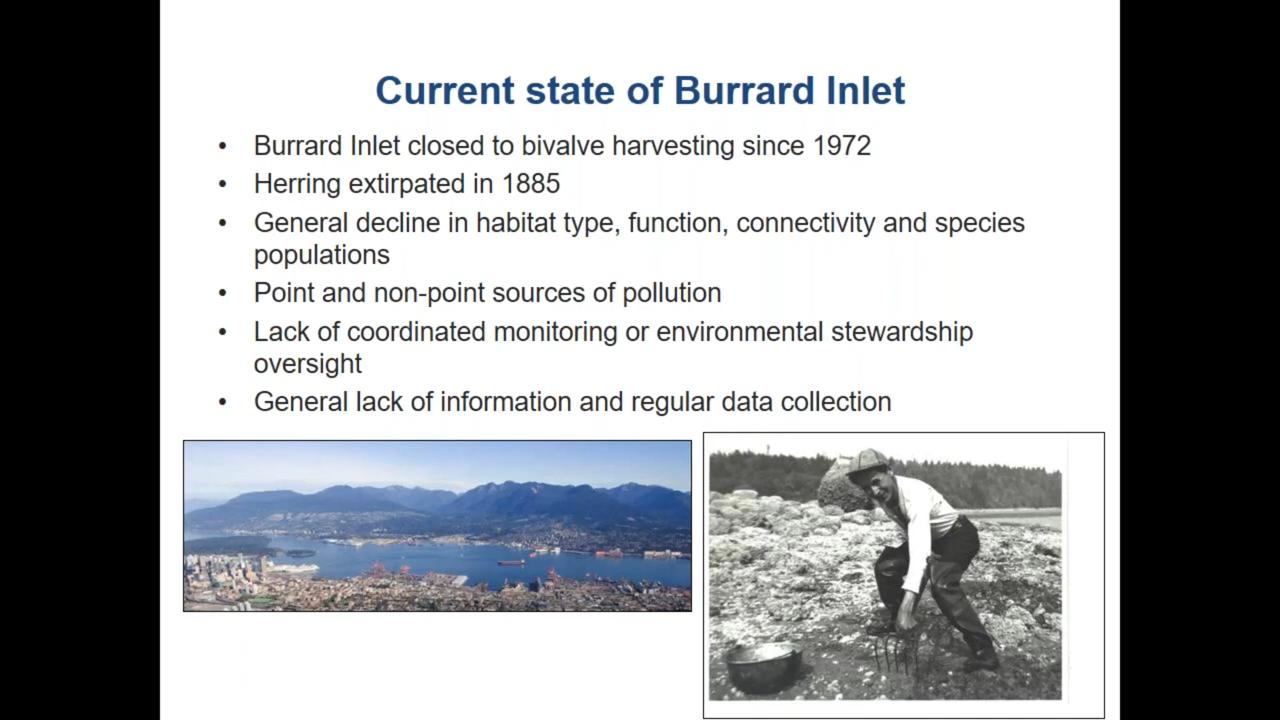 Current state of Burrard Inlet
• Burrard Inlet closed to bivalve harvesting since 1972
• Herring extirpated in 1885
• General decline in habitat type, function, connectivity and species
populations
• Point and non-point sources of pollution
• Lack of coordinated monitoring or environmental stewardship
oversight
• General lack of information and regular data collection